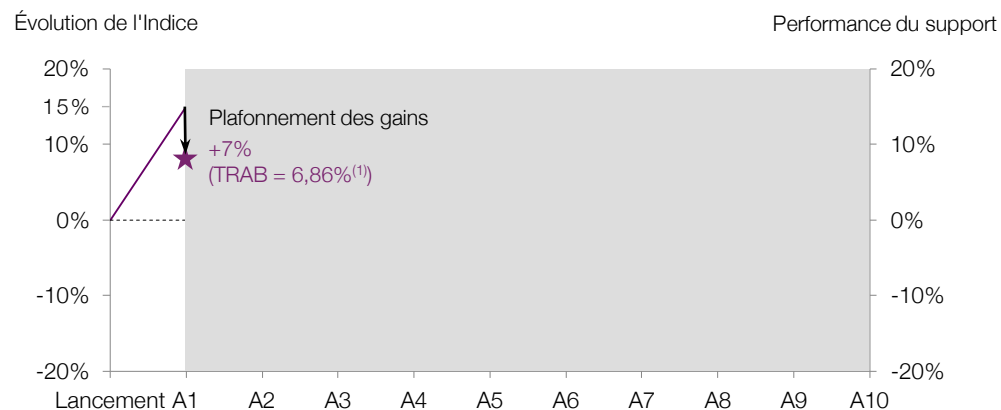 Évolution de l'Indice
Performance du support
20% 20%
15%
Plafonnement des gains
10% 10%
+7%
(TRAB = 6,86%(1))
0% 0%
-10% -10%
-20% -20%
Lancement A1 A2 A3 A4 A5 A6 A7 A8 A9 A10